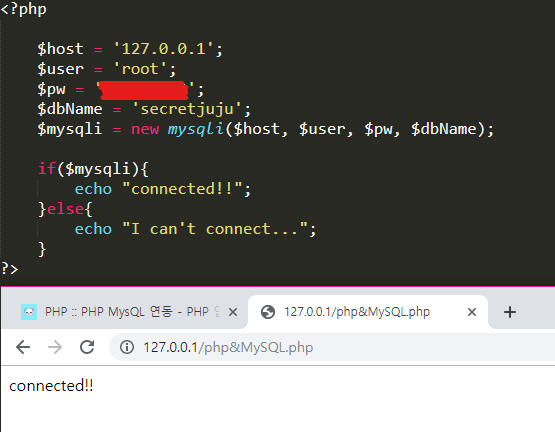 <?php
$host = '127.0.0.1';
$user = 'root';
$pw = '';
$dbName = 'secretjuju';
$mysqli = new mysqli($host, $user, $pw, $dbName);
if($mysqli){
echo "connected!!";
}else{
echo "I can't connect...";
}
?>
PHP :: PHP MysQL 연동 - PHP
127.0.0.1/php&MySQL.php
127.0.0.1/php&MySQL.php
connected!!